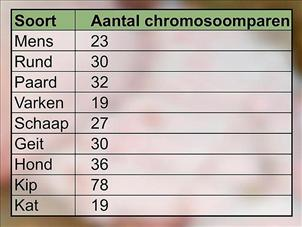 Soort Aantal chromosoomparen
Mens 23
Rund 30
Paard 32
Varken 19
Schaap 27
Geit 30
Hond 36
Kip 78
Kat 19